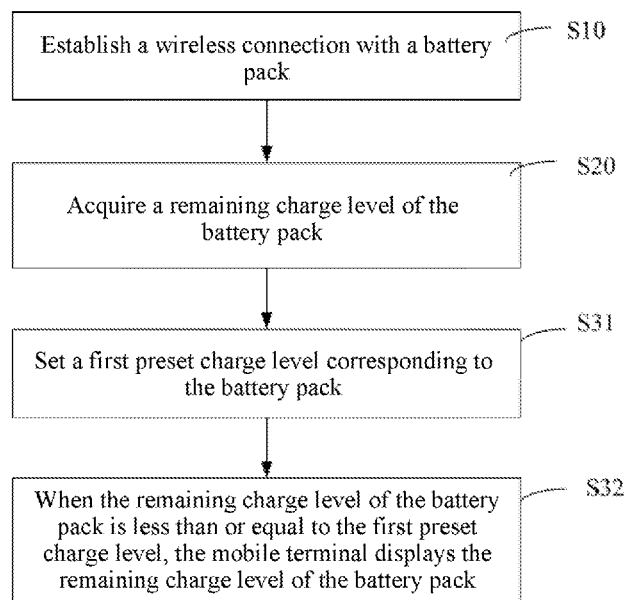 Establish a wireless connection with a battery
pack
S10
Acquire a remaining charge level of the
battery pack
S20
Set a first preset charge level corresponding to
the battery pack
S31
When the remaining charge level of the battery
pack is less than or equal to the first preset
charge level, the mobile terminal displays the
remaining charge level of the battery pack
S32